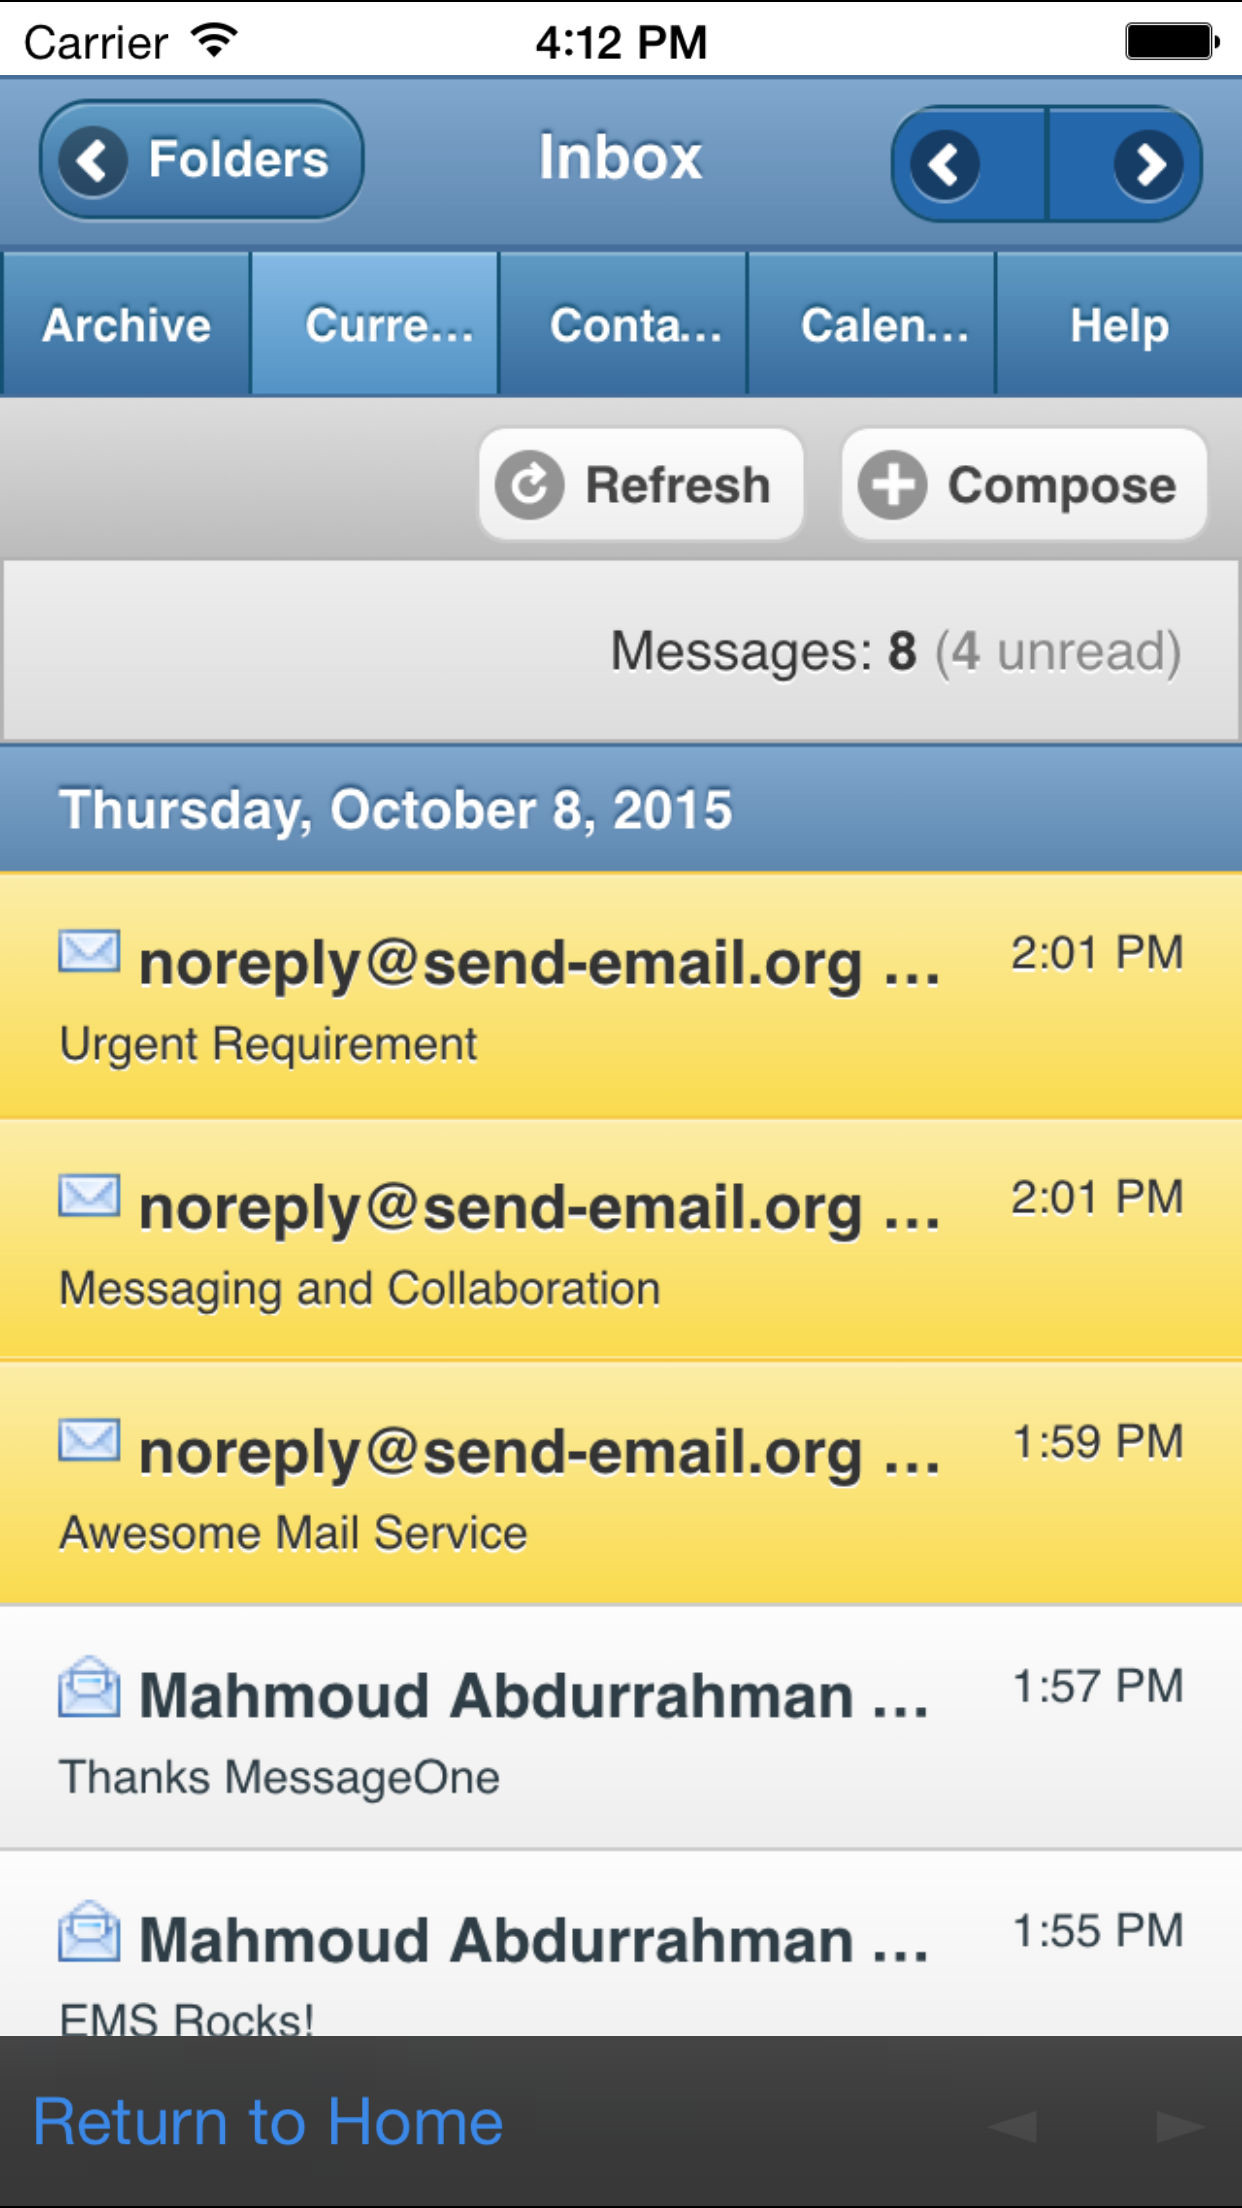 Carrier 4:12 PM
Folders Inbox
Archive Curre... Conta... Calen... Help
Refresh Compose
Messages: 8 (4 unread)
Thursday, October 8, 2015
noreply@send-email.org ... 2:01 PM
Urgent Requirement
noreply@send-email.org ... 2:01 PM
Messaging and Collaboration
noreply@send-email.org ... 1:59 PM
Awesome Mail Service
Mahmoud Abdurrahman ... 1:57 PM
Thanks MessageOne
Mahmoud Abdurrahman ... 1:55 PM
EMS Rocks!
Return to Home